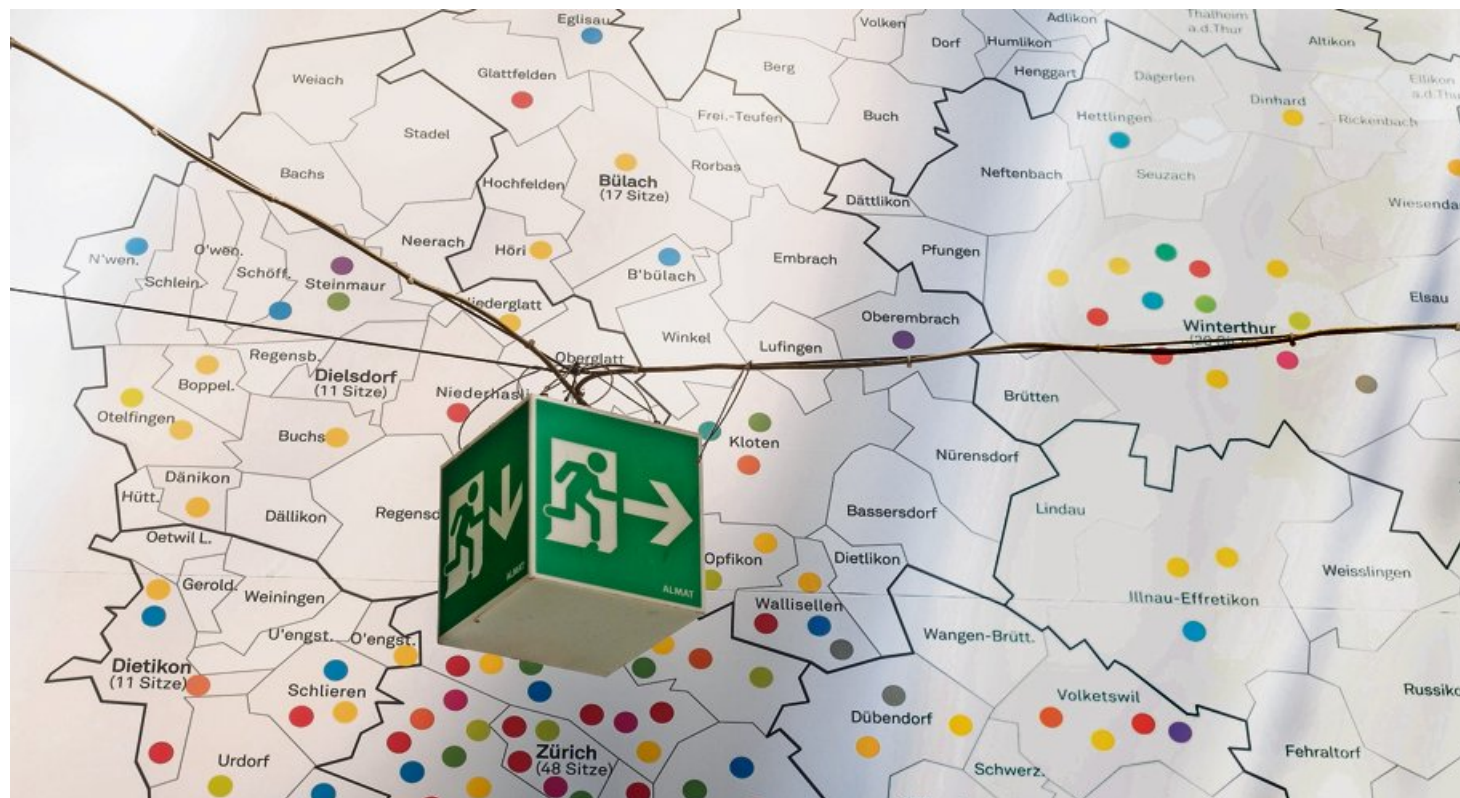 Eglisau
Volken
Adlikon
Thalheim
a.d.Thur
Dorf
Humlikon
Altikon
Weiach
Glattfelden
Berg
Henggart
Dägerlen
Ellikon
Dinhard
Buch
Frei.-Teufen
Hettlingen
Rickenbach
Stadel
Bachs
Rorbas
Neftenbach
Seuzach
Hochfelden
Bülach
(17 Sitze)
Dättlikon
Neerach
Höri
Pfungen
O'wen.
N'wen.
Embrach
Schöff.
B'bülach
Steinmaur
Schlein.
Elsau
Oberembrach
Winterthur
Winkel
Lufingen
Oberglatt
Regensb.
Dielsdorf
(11 Sitze)
Boppel.
Niederhasli
Brütten
Otelfingen
Buchs
Kloten
Nürensdorf
Dänikon
Hütt.
Dällikon
Bassersdorf
Lindau
Oetwil L.
Opfikon
Dietlikon
Weisslingen
Gerold.
Weiningen
ALMAT
ALMAT
Wallisellen
Illnau-Effretikon
U'engst.
O'engst.
Wangen-Brütt.
Dietikon
(11 Sitze)
Schlieren
Volketswil
Dübendorf
Zürich
(48 Sitze)
Urdorf
Fehraltorf
Schwerz.